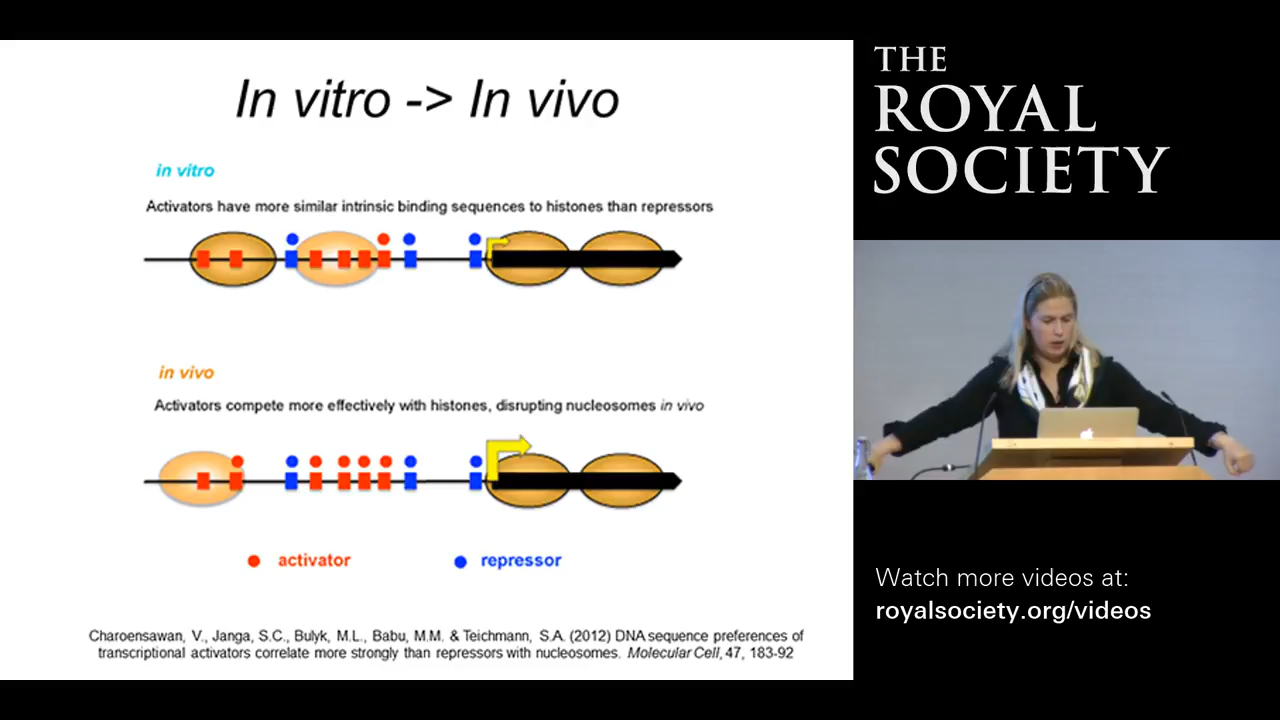 In vitro -> In vivo
in vitro
Activators have more similar intrinsic binding sequences to histones than repressors
in vivo
Activators compete more effectively with histones, disrupting nucleosomes in vivo
activator
repressor
Charoensawan, V., Janga, S.C., Bulyk, M.L., Babu, M.M. & Teichmann, S.A. (2012) DNA sequence preferences of
transcriptional activators correlate more strongly than repressors with nucleosomes. Molecular Cell, 47, 183-92
THE
ROYAL
SOCIETY
Watch more videos at:
royalsociety.org/videos